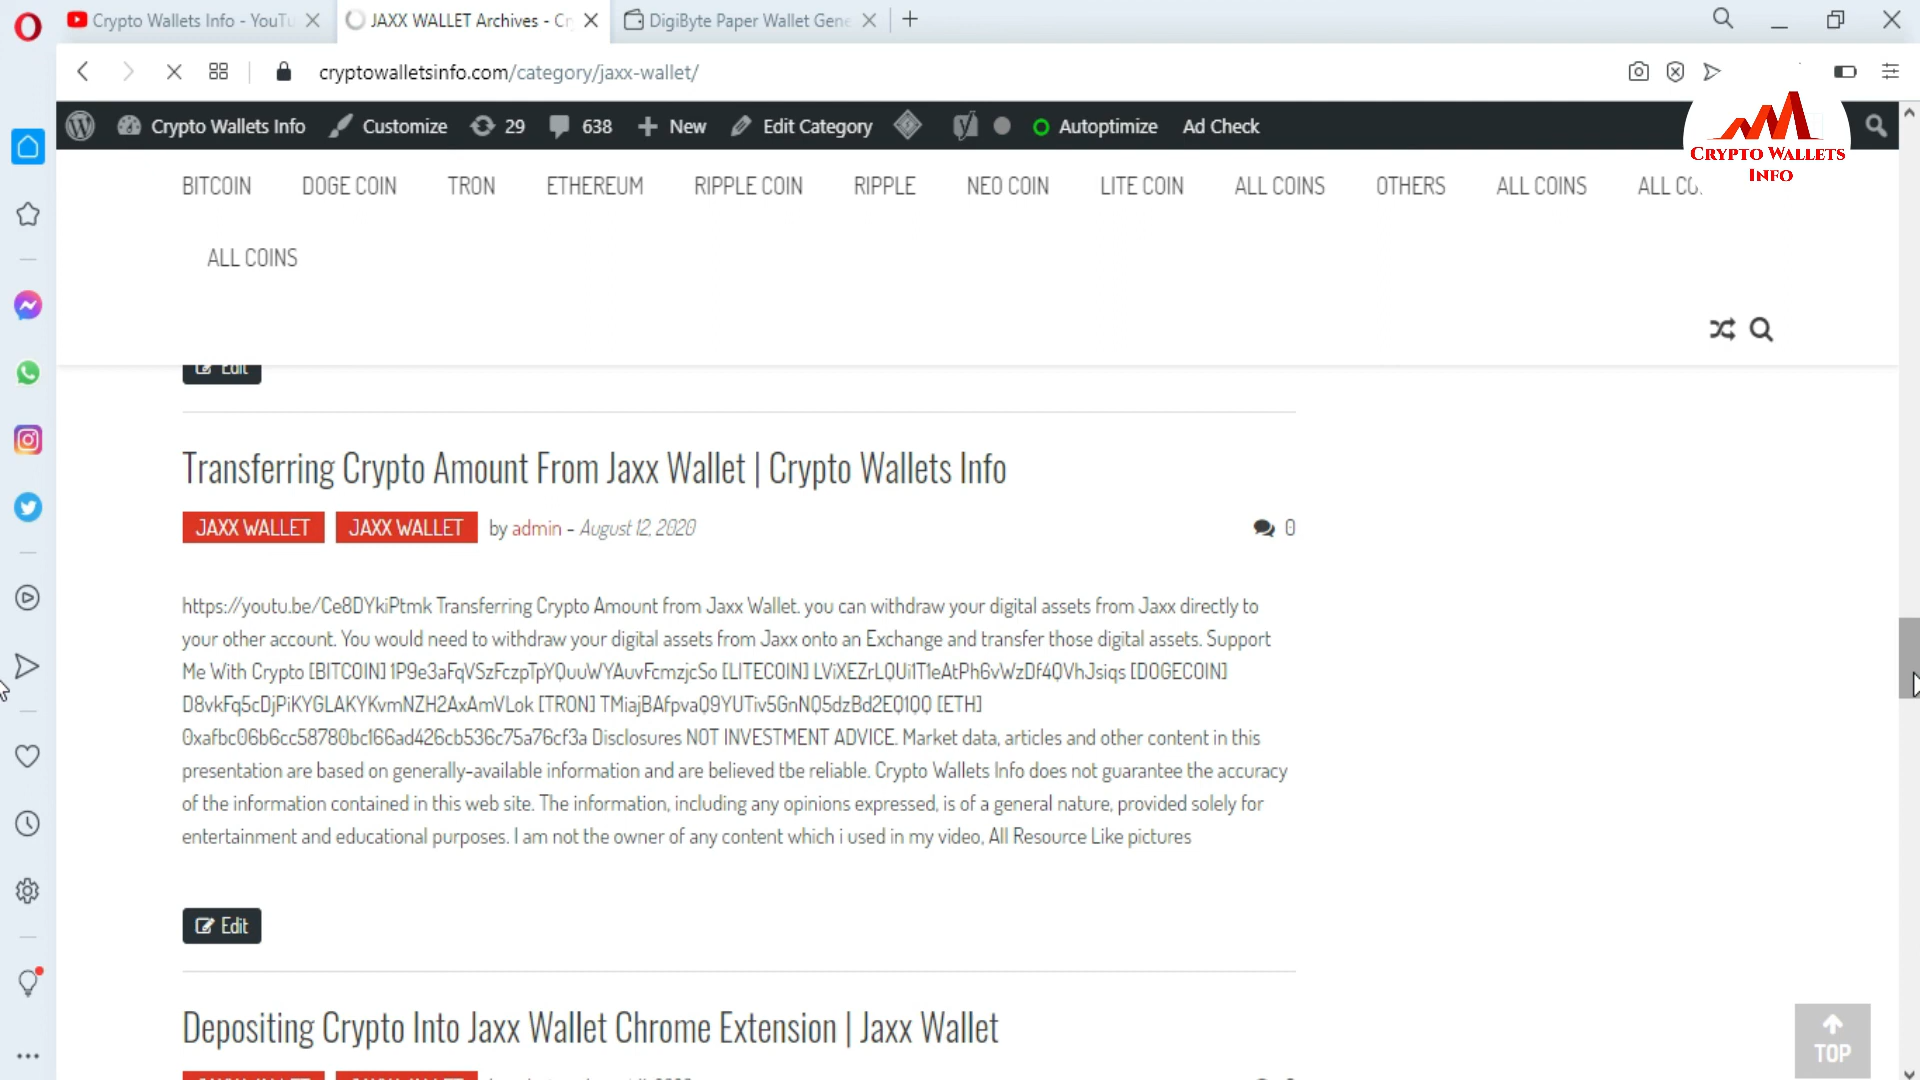 Crypto Wallets Info - YouTu
JAXX WALLET Archives - Cr
DigiByte Paper Wallet Gene
cryptowalletsinfo.com/category/jaxx-wallet/
Crypto Wallets Info
Customize
29
638
New
Edit Category
Autoptimize
Ad Check
CRYPTO WALLETS
INFO
BITCOIN
DOGE COIN
TRON
ETHEREUM
RIPPLE COIN
RIPPLE
NEO COIN
LITE COIN
ALL COINS
OTHERS
ALL COINS
ALL CO
ALL COINS
Edit
Transferring Crypto Amount From Jaxx Wallet | Crypto Wallets Info
JAXX WALLET
JAXX WALLET
by admin - August 12, 2020
0
https://youtu.be/Ce8DYkiPtmk Transferring Crypto Amount from Jaxx Wallet. you can withdraw your digital assets from Jaxx directly to
your other account. You would need to withdraw your digital assets from Jaxx onto an Exchange and transfer those digital assets. Support
Me With Crypto [BITCOIN] 1P9e3aFqVSzFczpTpYQuuWYAuvFcmzjcSo [LITECOIN] LViXEZrLQUi1T1eAtPh6vWzDf4QVhJsiqs [DOGECOIN]
D8vkFq5cDjPiKYGLAKYKvmNZH2AxAmVLok [TRON] TMiajBAfpvaQ9YUTiv5GnNQ5dzBd2EQ1QQ [ETH]
0xafbc06b6cc58780bc166ad426cb536c75a76cf3a Disclosures NOT INVESTMENT ADVICE. Market data, articles and other content in this
presentation are based on generally-available information and are believed tbe reliable. Crypto Wallets Info does not guarantee the accuracy
of the information contained in this web site. The information, including any opinions expressed, is of a general nature, provided solely for
entertainment and educational purposes. I am not the owner of any content which i used in my video, All Resource Like pictures
Edit
Depositing Crypto Into Jaxx Wallet Chrome Extension | Jaxx Wallet
TOP